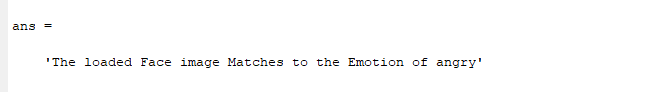 ans =
'The loaded Face image Matches to the Emotion of angry'